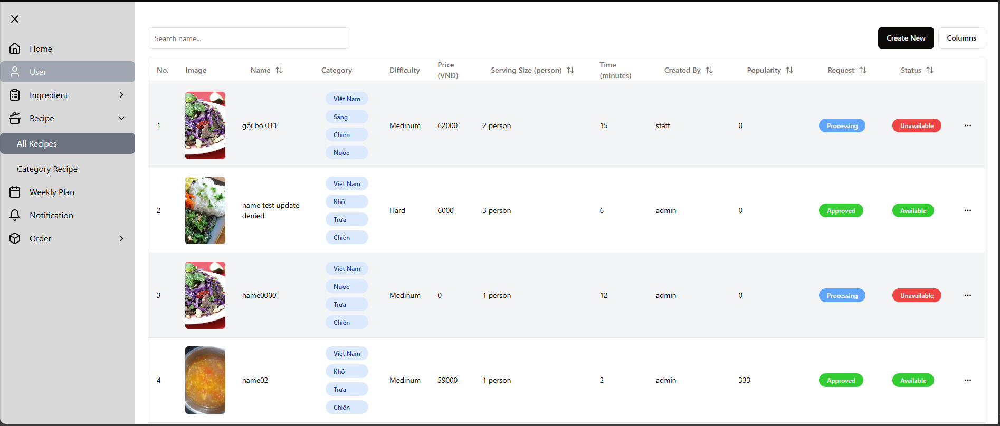 Home
User
Ingredient
Recipe
All Recipes
Category Recipe
Weekly Plan
Notification
Order
Search name...
Create New
Columns
No. Image Name Category Difficulty Price (VNĐ) Serving Size (person) Time (minutes) Created By Popularity Request Status
1 gỏi bò 011 Medinum 62000 2 person 15 staff 0 Processing Unavailable ...
Việt Nam
Sáng
Chiên
Nước
2 name test update denied Hard 6000 3 person 6 admin 0 Approved Available ...
Việt Nam
Khô
Trưa
Chiên
3 name0000 Medinum 0 1 person 12 admin 0 Processing Unavailable ...
Việt Nam
Nước
Trưa
Chiên
4 name02 Medinum 59000 1 person 2 admin 333 Approved Available ...
Việt Nam
Khô
Trưa
Chiên